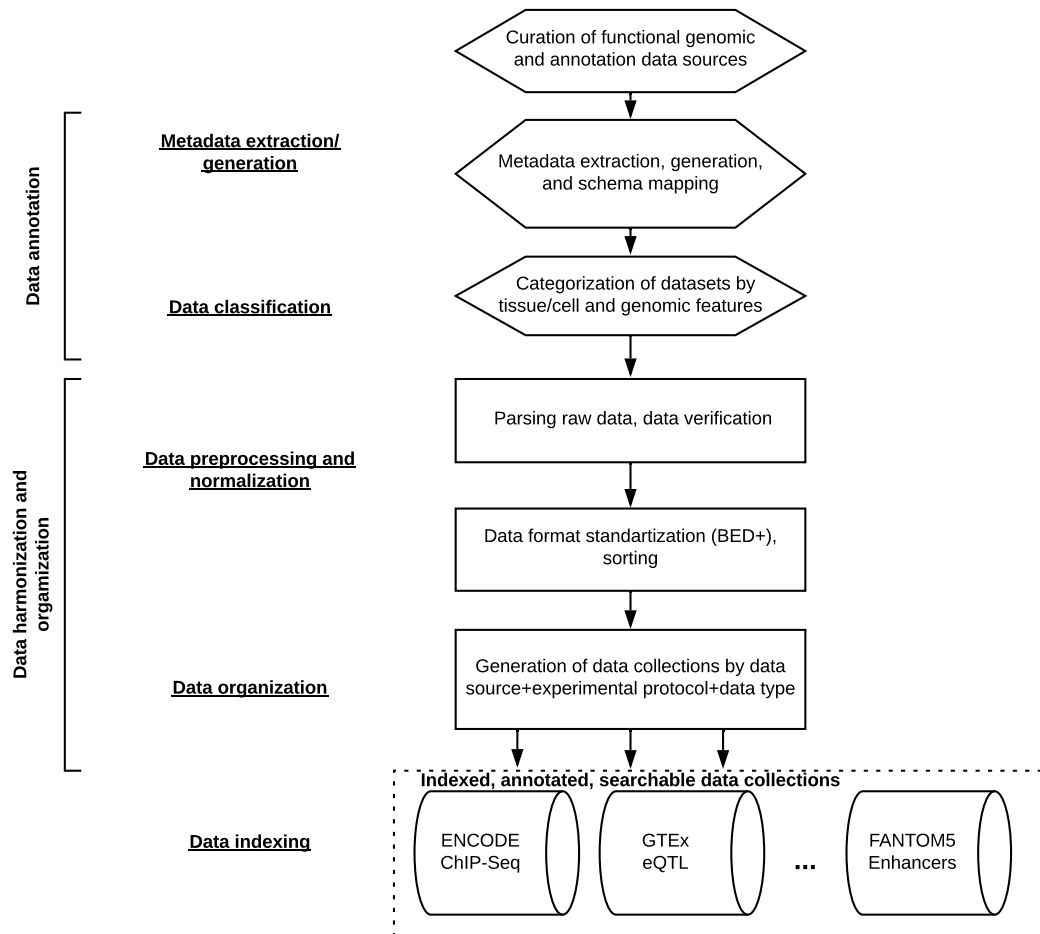 Curation of functional genomic
and annotation data sources
Data annotation
Metadata extraction/
generation
Metadata extraction, generation,
and schema mapping
Data classification
Categorization of datasets by
tissue/cell and genomic features
Data harmonization and
orgamization
Data preprocessing and
normalization
Parsing raw data, data verification
Data format standartization (BED+),
sorting
Data organization
Generation of data collections by data
source+experimental protocol+data type
Data indexing
Indexed, annotated, searchable data collections
ENCODE
ChIP-Seq
GTEx
eQTL
...
FANTOM5
Enhancers